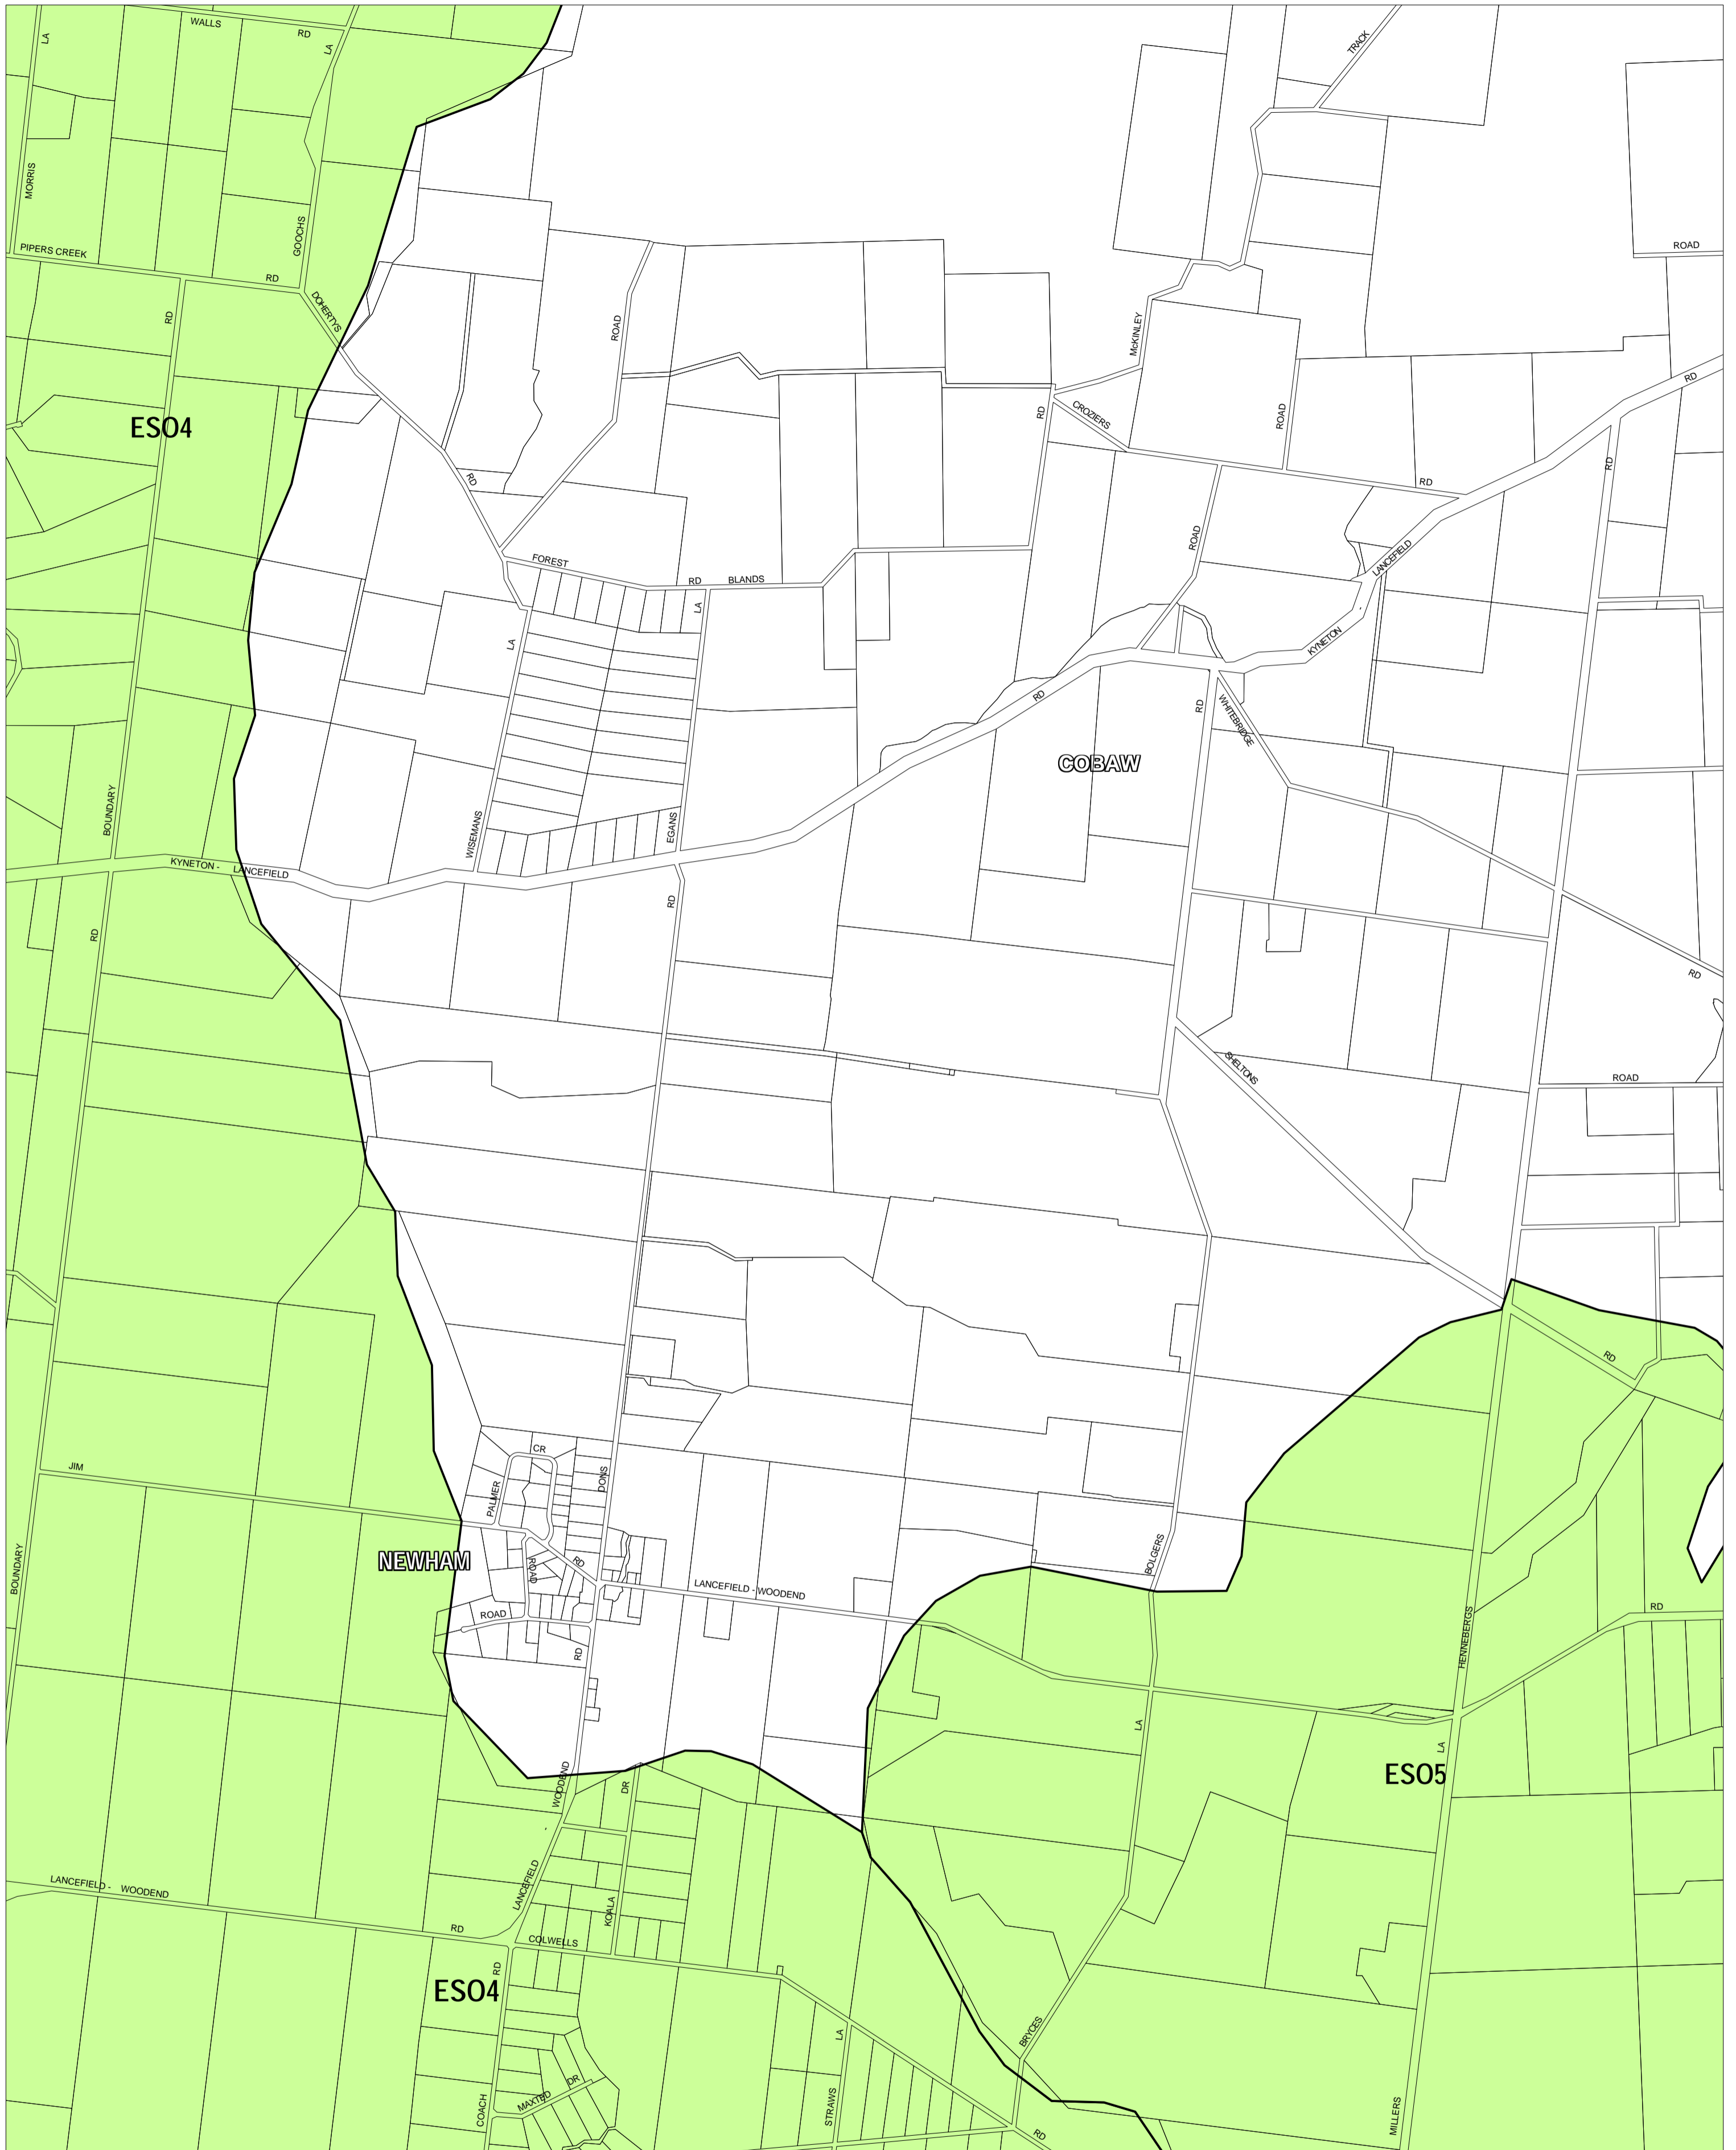 WALLS
RD
LA
LA
TRACK
MORRIS
GOOCHS
PIPERS CREEK
RD
ROAD
DOHERTYS
RD
ROAD
McKINLEY
RD
CROZIERS
RD
ROAD
ESO4
RD
RD
RD
ROAD
LANCEFIELD
FOREST
RD
BLANDS
LA
LA
KYNETON
RD
RD
WHITEBRIDGE
COBAW
BOUNDARY
WISEMANS
EGANS
KYNETON -
LANCEFIELD
RD
RD
RD
SHELTONS
ROAD
RD
JIM
CR
PALMER
DONS
BOUNDARY
NEWHAM
ROAD
RD
BOLGERS
LANCEFIELD - WOODEND
ROAD
RD
RD
HENNEBERGS
LA
LA
WOODEND
DR
ESO5
LANCEFIELD
LANCEFIELD -
WOODEND
RD
KOALA
COLWELLS
RD
ESO4
LA
BRYCES
DR
MAXTED
COACH
STRAWS
RD
MILLERS